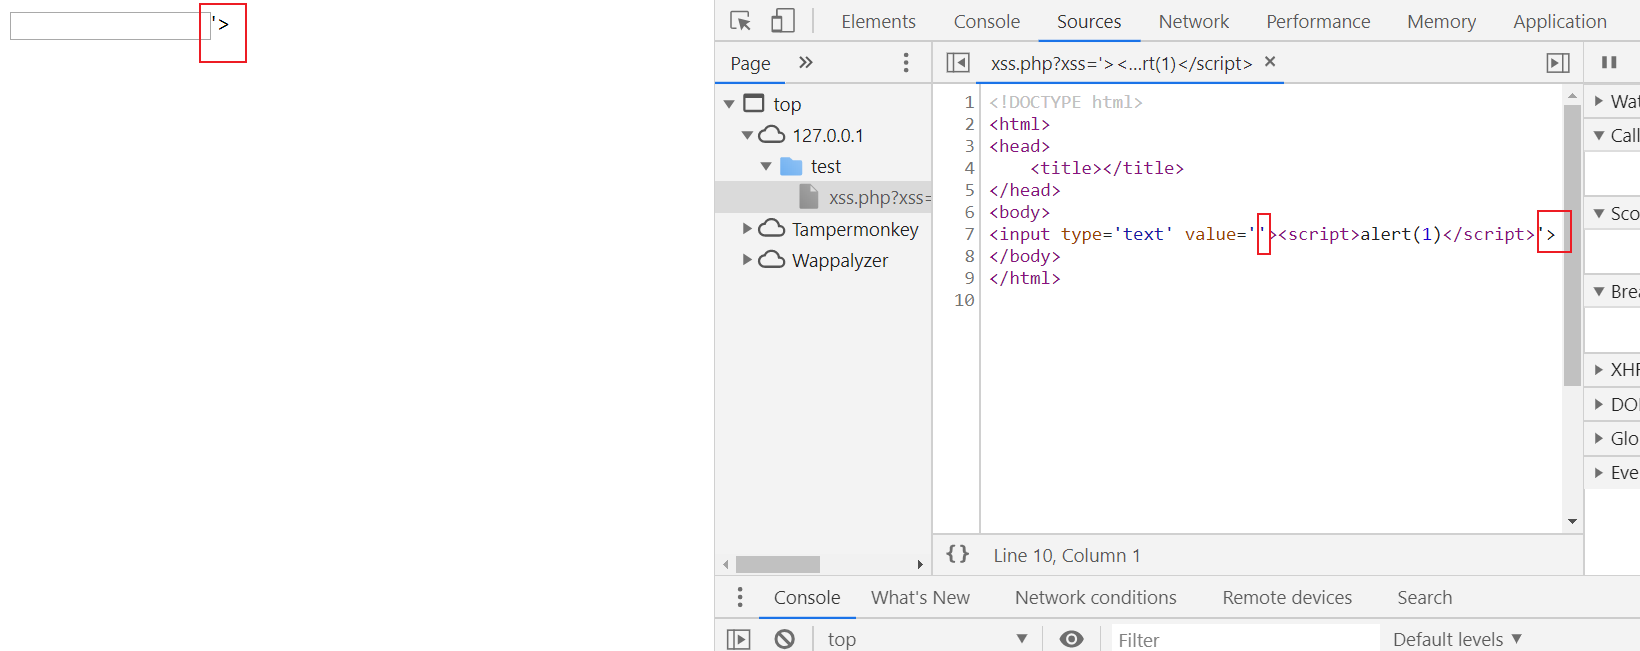 '>
Elements Console Sources Network Performance Memory Application
Page
xss.php?xss='><...rt(1)</script>
top
127.0.0.1
test
xss.php?xss=
Tampermonkey
Wappalyzer
1 <!DOCTYPE html>
2 <html>
3 <head>
4 <title></title>
5 </head>
6 <body>
7 <input type='text' value=''><script>alert(1)</script>'>
8 </body>
9 </html>
10
Wat
Call
Sco
Brea
XHR
DO
Glo
Eve
{} Line 10, Column 1
Console What's New Network conditions Remote devices Search
top Filter Default levels